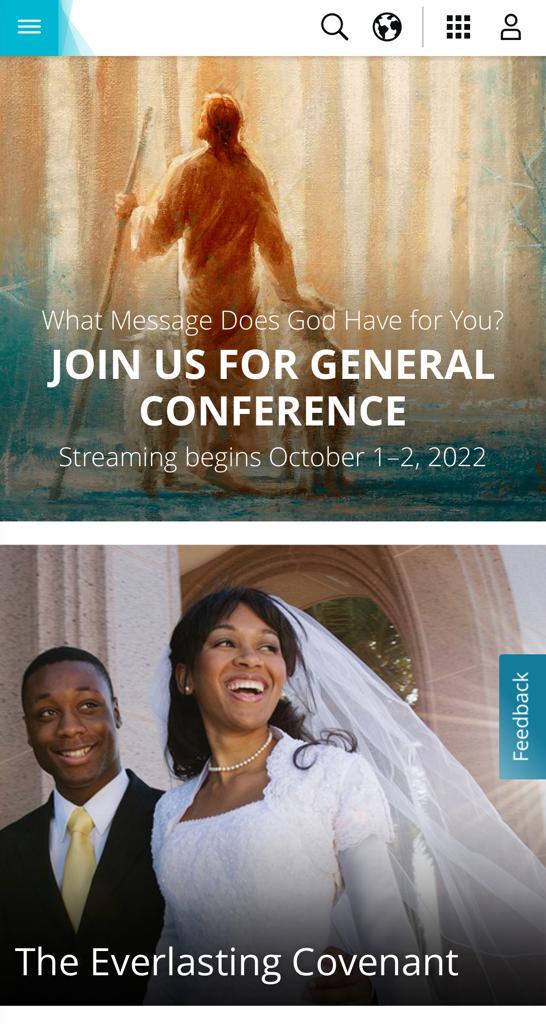 What Message Does God Have for You?
JOIN US FOR GENERAL
CONFERENCE
Streaming begins October 1–2, 2022
Feedback
The Everlasting Covenant